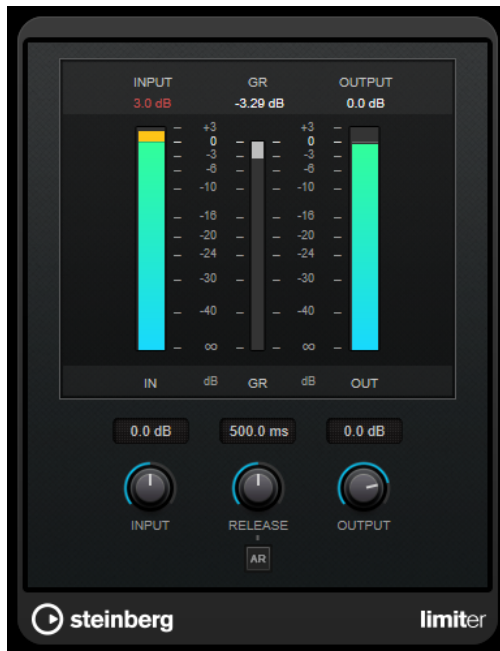 INPUT GR OUTPUT
3.0 dB -3.29 dB 0.0 dB
+3 +3
0 0
-3 -3
-6 -6
-10 -10
-16 -16
-20 -20
-24 -24
-30 -30
-40 -40
∞ ∞
IN dB GR dB OUT
0.0 dB 500.0 ms 0.0 dB
INPUT RELEASE OUTPUT
AR
steinberg limiter